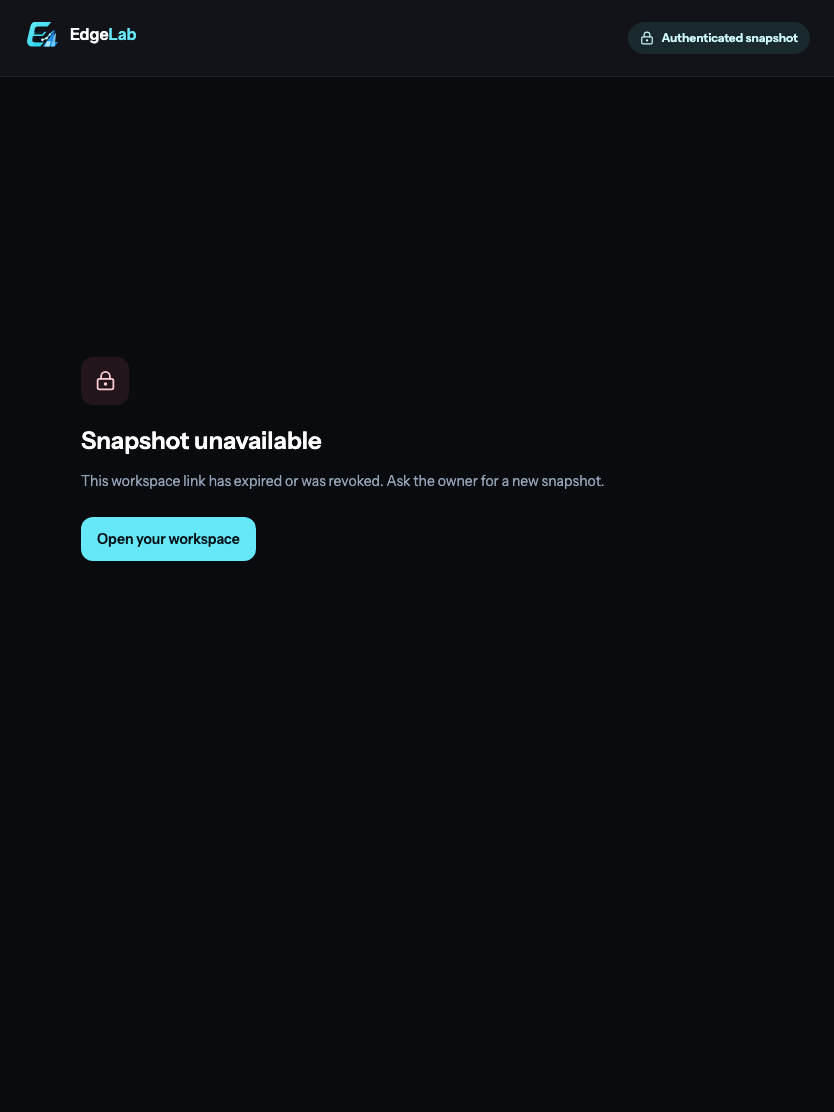 EdgeLab
Authenticated snapshot
Snapshot unavailable
This workspace link has expired or was revoked. Ask the owner for a new snapshot.
Open your workspace